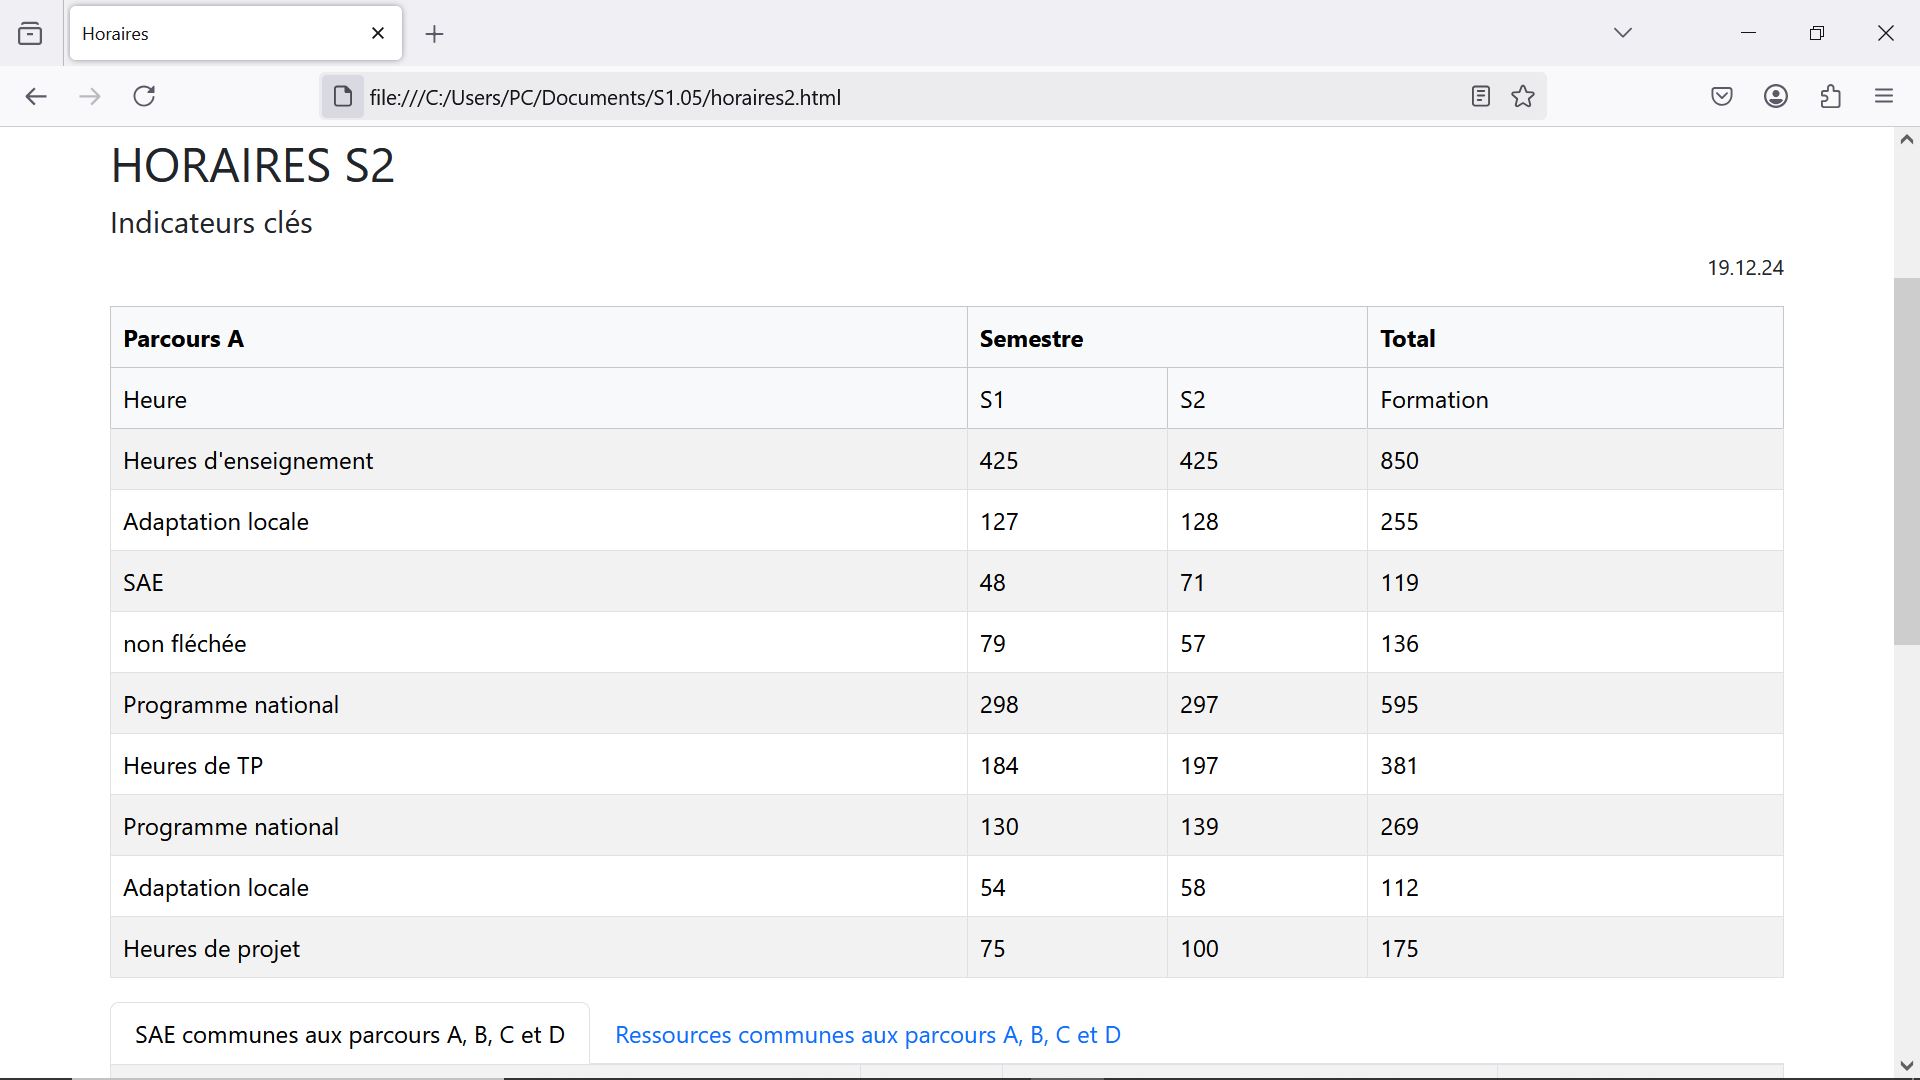 Horaires
file:///C:/Users/PC/Documents/S1.05/horaires2.html
HORAIRES S2
Indicateurs clés
19.12.24
Parcours A Semestre Total
Heure S1 S2 Formation
Heures d'enseignement 425 425 850
Adaptation locale 127 128 255
SAE 48 71 119
non fléchée 79 57 136
Programme national 298 297 595
Heures de TP 184 197 381
Programme national 130 139 269
Adaptation locale 54 58 112
Heures de projet 75 100 175
SAE communes aux parcours A, B, C et D Ressources communes aux parcours A, B, C et D